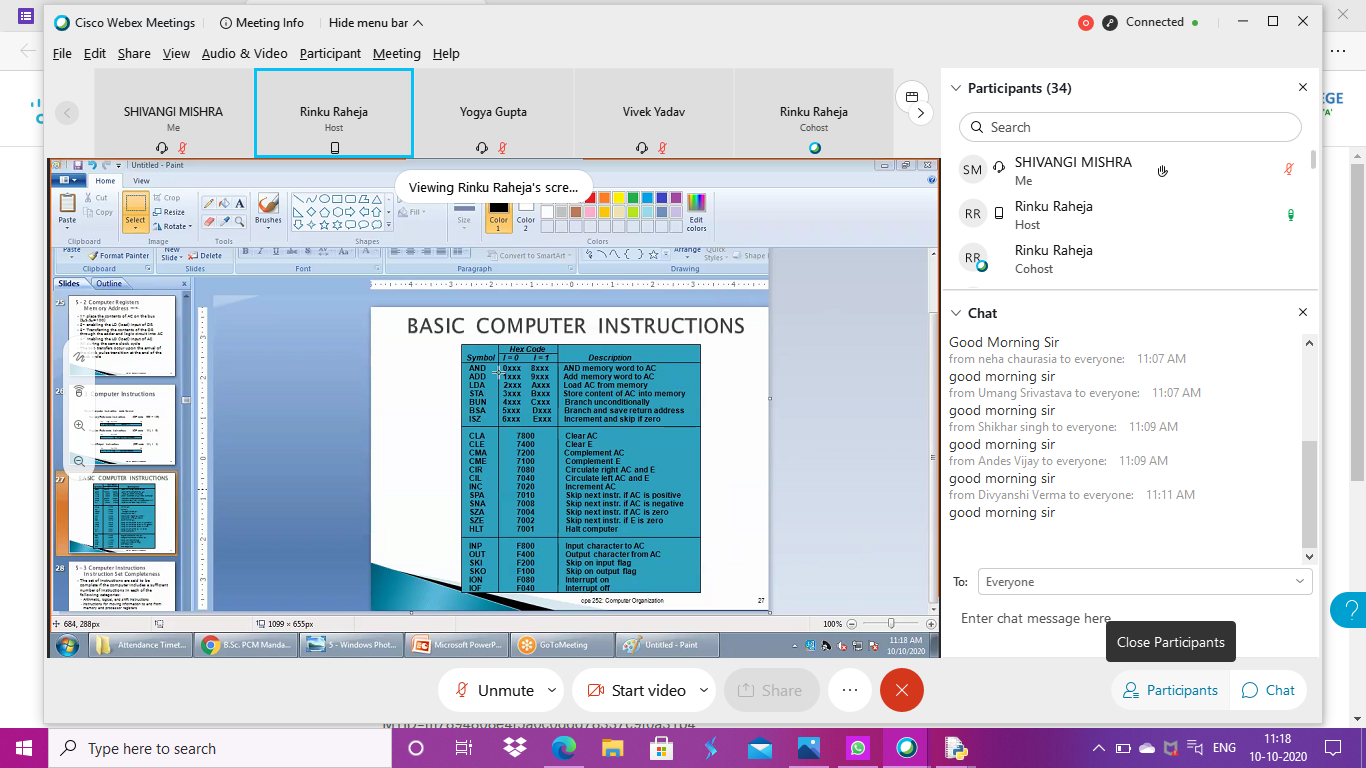 Cisco Webex Meetings
Meeting Info
Hide menu bar
Connected
File Edit Share View Audio & Video Participant Meeting Help
SHIVANGI MISHRA
Me
Rinku Raheja
Host
Yogya Gupta
Vivek Yadav
Rinku Raheja
Cohost
Untitled - Paint
Viewing Rinku Raheja's scre...
Home View
Paste
Cut
Copy
Clipboard
Select
Crop
Resize
Rotate
Image
Tools
Brushes
Shapes
Fill
Size
Color 1
Color 2
Edit colors
Colors
Paste
Format Painter
Clipboard
New Slide
Delete
Slides
Font
Paragraph
Convert to SmartArt
Arrange
Quick Styles
Drawing
Slides Outline
25
5 - 2 Computer Registers
26
27
BASIC COMPUTER INSTRUCTIONS
28
5 - 3 Computer Instructions
Instruction Set Completeness
BASIC COMPUTER INSTRUCTIONS
Hex Code
Symbol I = 0 I = 1 Description
AND 0xxx 8xxx AND memory word to AC
ADD 1xxx 9xxx Add memory word to AC
LDA 2xxx Axxx Load AC from memory
STA 3xxx Bxxx Store content of AC into memory
BUN 4xxx Cxxx Branch unconditionally
BSA 5xxx Dxxx Branch and save return address
ISZ 6xxx Exxx Increment and skip if zero
CLA 7800 Clear AC
CLE 7400 Clear E
CMA 7200 Complement AC
CME 7100 Complement E
CIR 7080 Circulate right AC and E
CIL 7040 Circulate left AC and E
INC 7020 Increment AC
SPA 7010 Skip next instr. if AC is positive
SNA 7008 Skip next instr. if AC is negative
SZA 7004 Skip next instr. if AC is zero
SZE 7002 Skip next instr. if E is zero
HLT 7001 Halt computer
INP F800 Input character to AC
OUT F400 Output character from AC
SKI F200 Skip on input flag
SKO F100 Skip on output flag
ION F080 Interrupt on
IOF F040 Interrupt off
cpe 252: Computer Organization 27
684, 288px
1099 × 655px
100%
Attendance Timet...
B.Sc. PCM Manda...
5 - Windows Phot...
Microsoft PowerP...
GoToMeeting
Untitled - Paint
11:18 AM
10/10/2020
Participants (34)
Search
SM
SHIVANGI MISHRA
Me
RR
Rinku Raheja
Host
RR
Rinku Raheja
Cohost
Chat
Good Morning Sir
from neha chaurasia to everyone: 11:07 AM
good morning sir
from Umang Srivastava to everyone: 11:07 AM
good morning sir
from Shikhar singh to everyone: 11:09 AM
good morning sir
from Andes Vijay to everyone: 11:09 AM
good morning sir
from Divyanshi Verma to everyone: 11:11 AM
good morning sir
To: Everyone
Enter chat message here
Close Participants
Unmute
Start video
Share
Participants
Chat
EGE
Type here to search
ENG
11:18
10-10-2020